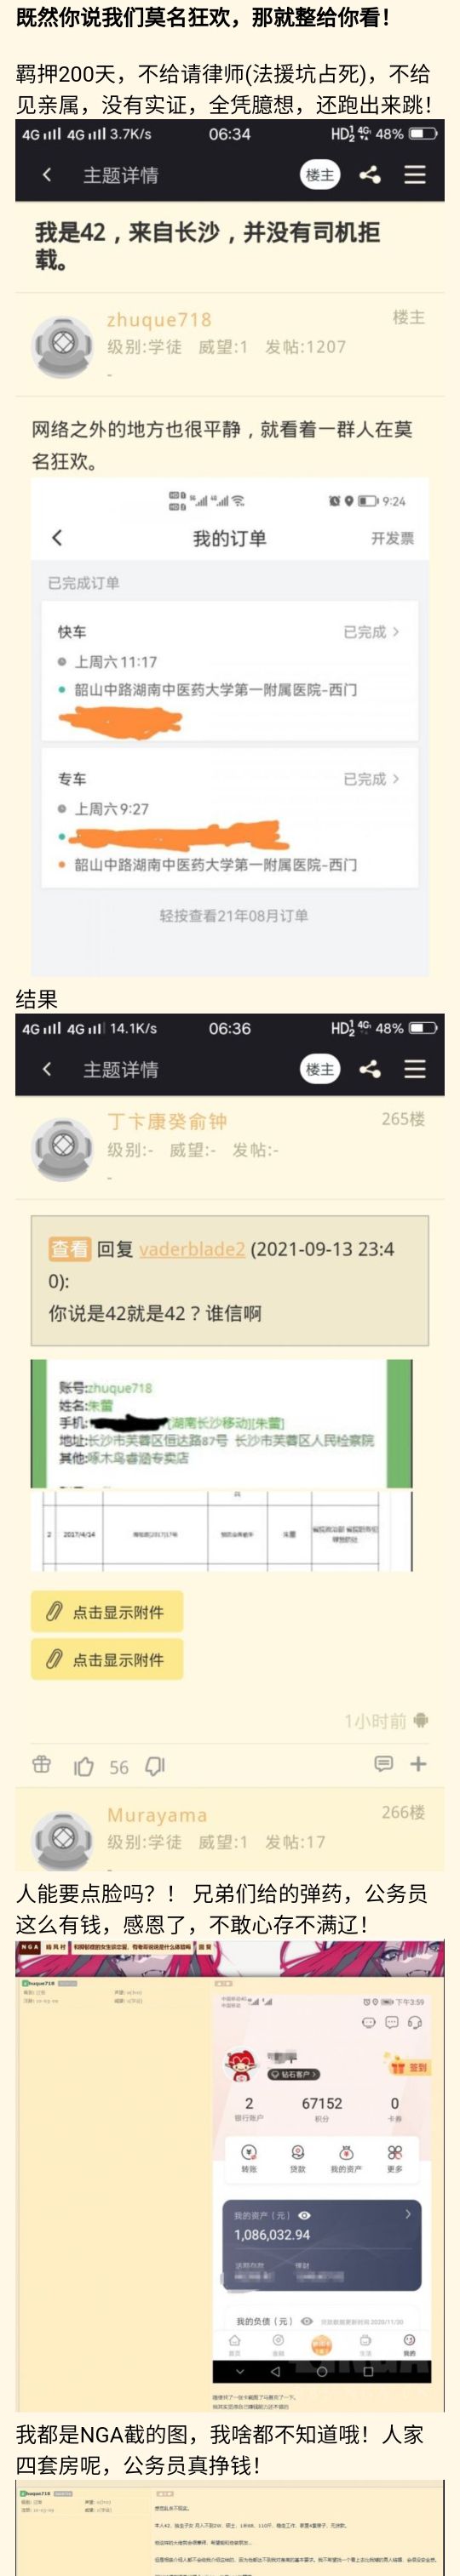 既然你说我们莫名狂欢，那就整给你看！
羁押200天，不给请律师(法援坑占死)，不给
见亲属，没有实证，全凭臆想，还跑出来跳！
4G 4G 3.7K/s 06:34 HD 4G 48%
主题详情 楼主
我是42，来自长沙，并没有司机拒
载。
zhuque718 楼主
级别:学徒 威望:1 发帖:1207
-
网络之外的地方也很平静，就看着一群人在莫
名狂欢。
9:24
我的订单 开发票
已完成订单
快车 已完成 >
上周六11:17
韶山中路湖南中医药大学第一附属医院-西门
专车 已完成 >
上周六9:27
韶山中路湖南中医药大学第一附属医院-西门
轻按查看21年08月订单
结果
4G 4G 14.1K/s 06:36 HD 4G 48%
主题详情 楼主
丁卞康癸俞钟 265楼
级别:- 威望:- 发帖:-
-
查看 回复 vaderblade2 (2021-09-13 23:4
0):
你说是42就是42？谁信啊
账号:zhuque718
姓名:朱蕾
手机: [湖南长沙移动][朱蕾]
地址:长沙市芙蓉区恒达路87号 长沙市芙蓉区人民检察院
其他:啄木鸟睿涵专卖店
2 2017/4/14
点击显示附件
点击显示附件
1小时前
56
Murayama 266楼
级别:学徒 威望:1 发帖:17
-
人能要点脸吗？！ 兄弟们给的弹药，公务员
这么有钱，感恩了，不敢心存不满辽！
NGA
zhuque718
下午3:59
钻石客户 >
签到
2 67152 0
银行账户 积分 卡券
转账 贷款 我的资产 更多
我的资产（元）
1,086,032.94
我的负债（元）
我都是NGA截的图，我啥都不知道哦！人家
四套房呢，公务员真挣钱！
zhuque718